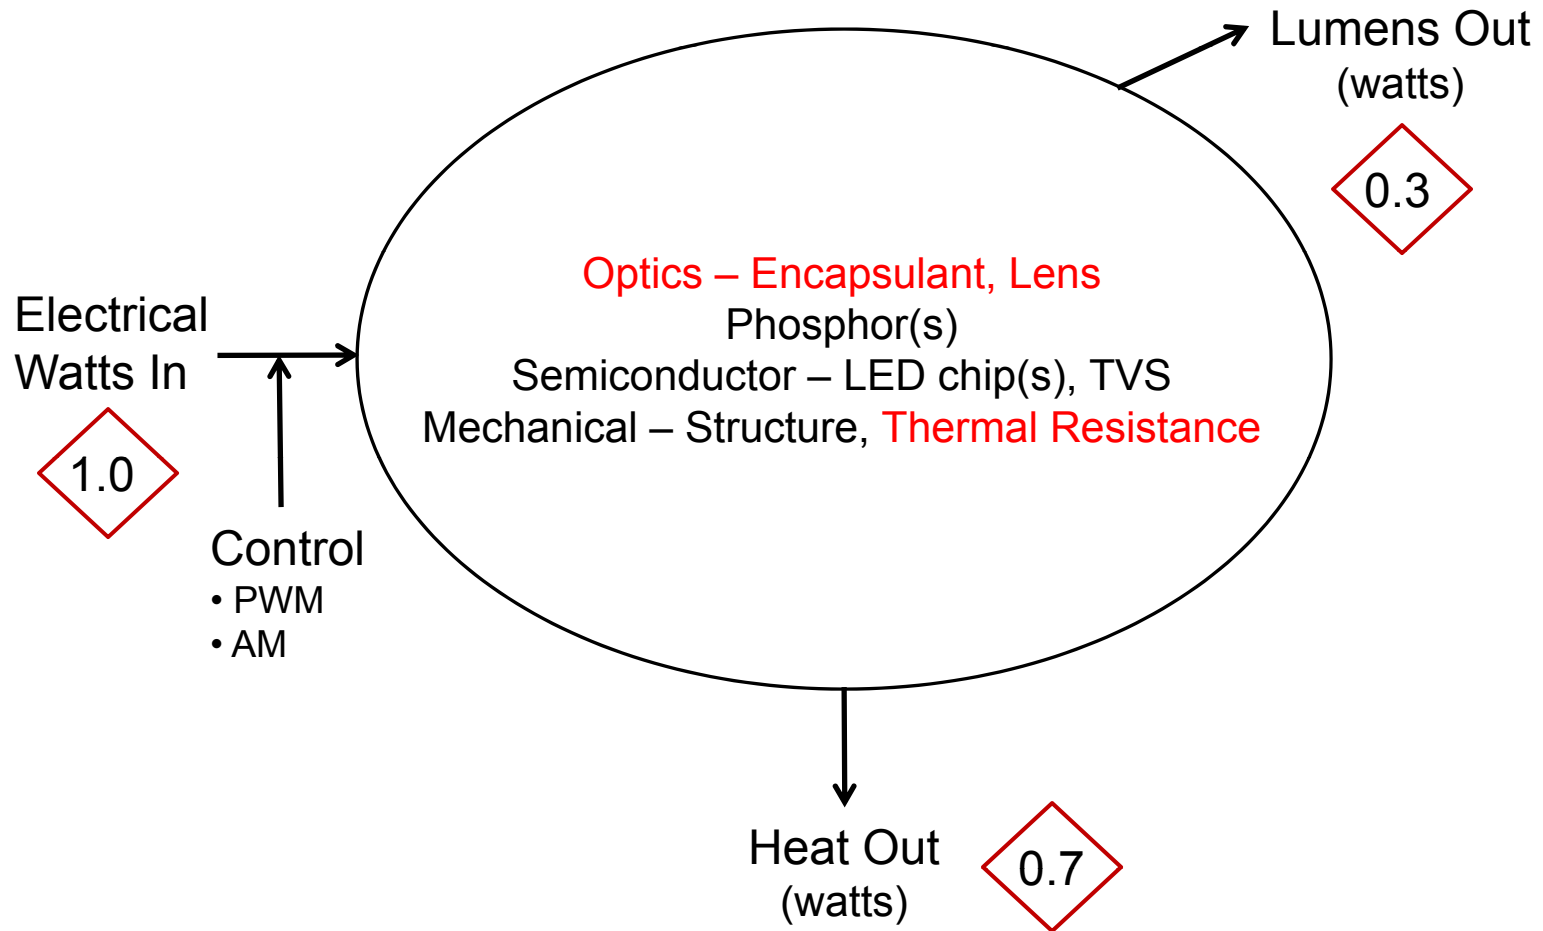 Lumens Out
(watts)
0.3
Optics – Encapsulant, Lens
Phosphor(s)
Semiconductor – LED chip(s), TVS
Mechanical – Structure, Thermal Resistance
Electrical
Watts In
1.0
Control
• PWM
• AM
Heat Out
(watts)
0.7